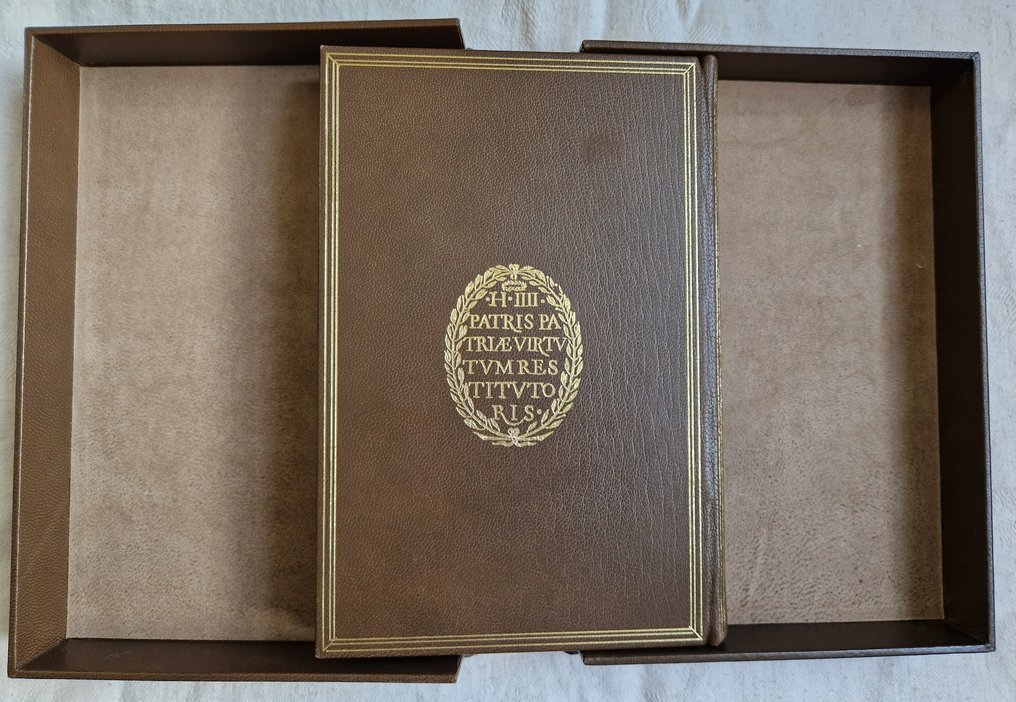 ·H·IIII·
PATRIS PA
TRIÆ VIRTV
TVM RES
TITVTO
RIS·